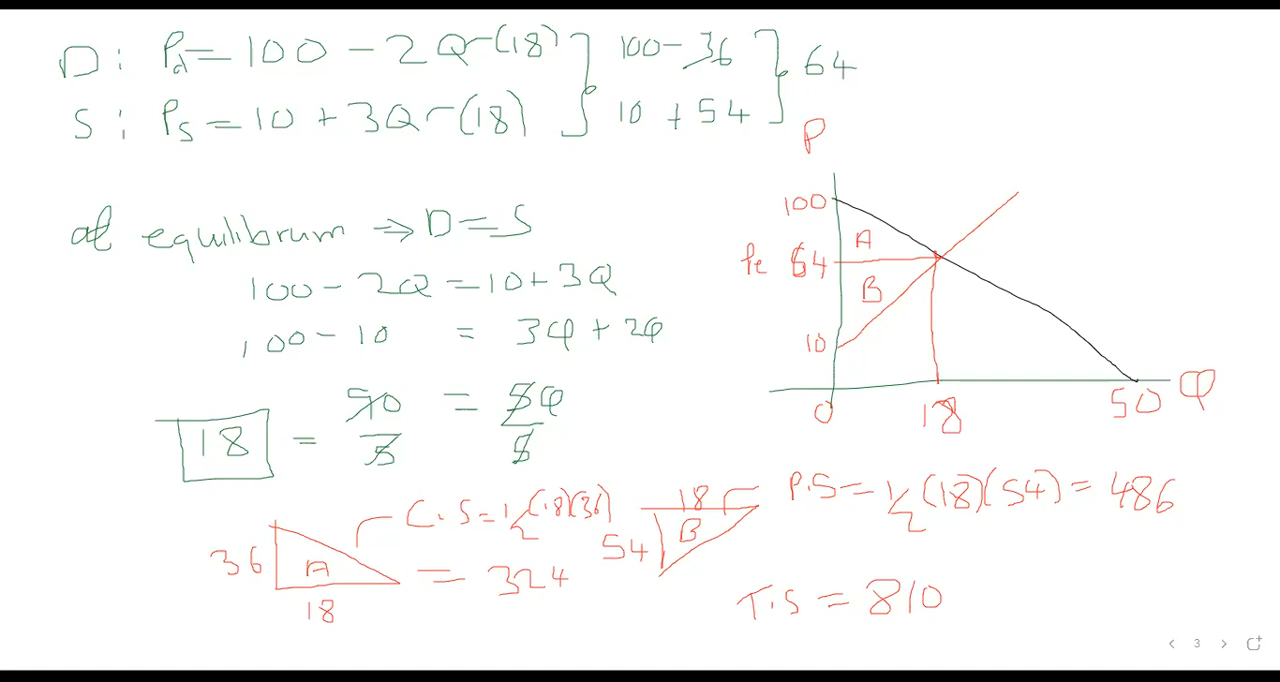 D : Pd = 100 - 2Q (18) } 100 - 36 } 64
S : Ps = 10 + 3Q (18) } 10 + 54 }
at equilibrum ⇒ D = S
100 - 2Q = 10 + 3Q
100 - 10 = 3Q + 2Q
90/5 = 5Q/5
18 =
P
100
A
Pe 64
B
10
0 18 50 Q
C.S = 1/2 (18)(36)
= 324
36 A
18
18
54 B
P.S = 1/2 (18)(54) = 486
T.S = 810
3